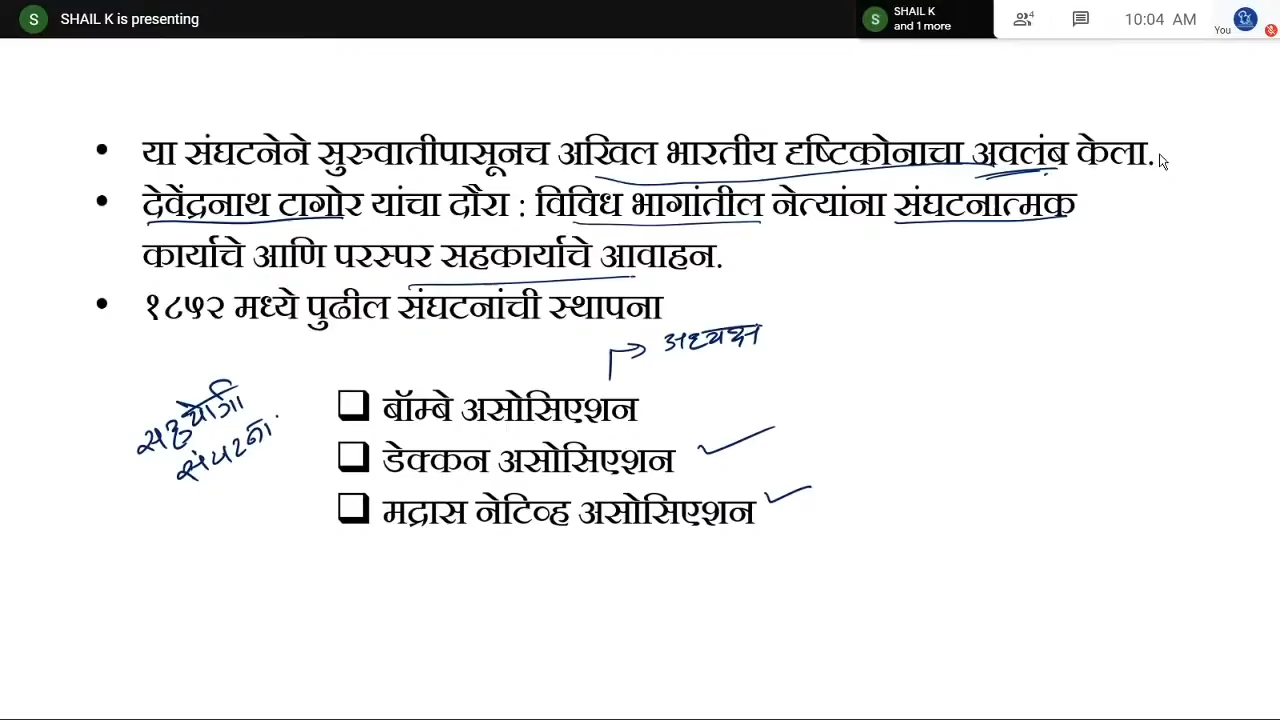 S SHAIL K is presenting
S SHAIL K
and 1 more
4
10:04 AM
You
• या संघटनेने सुरुवातीपासूनच अखिल भारतीय दृष्टिकोनाचा अवलंब केला.
• देवेंद्रनाथ टागोर यांचा दौरा : विविध भागांतील नेत्यांना संघटनात्मक
कार्याचे आणि परस्पर सहकार्याचे आवाहन.
• १८५२ मध्ये पुढील संघटनांची स्थापना
अध्यक्ष
सहयोगी
संघटना
❑ बॉम्बे असोसिएशन
❑ डेक्कन असोसिएशन
❑ मद्रास नेटिव्ह असोसिएशन